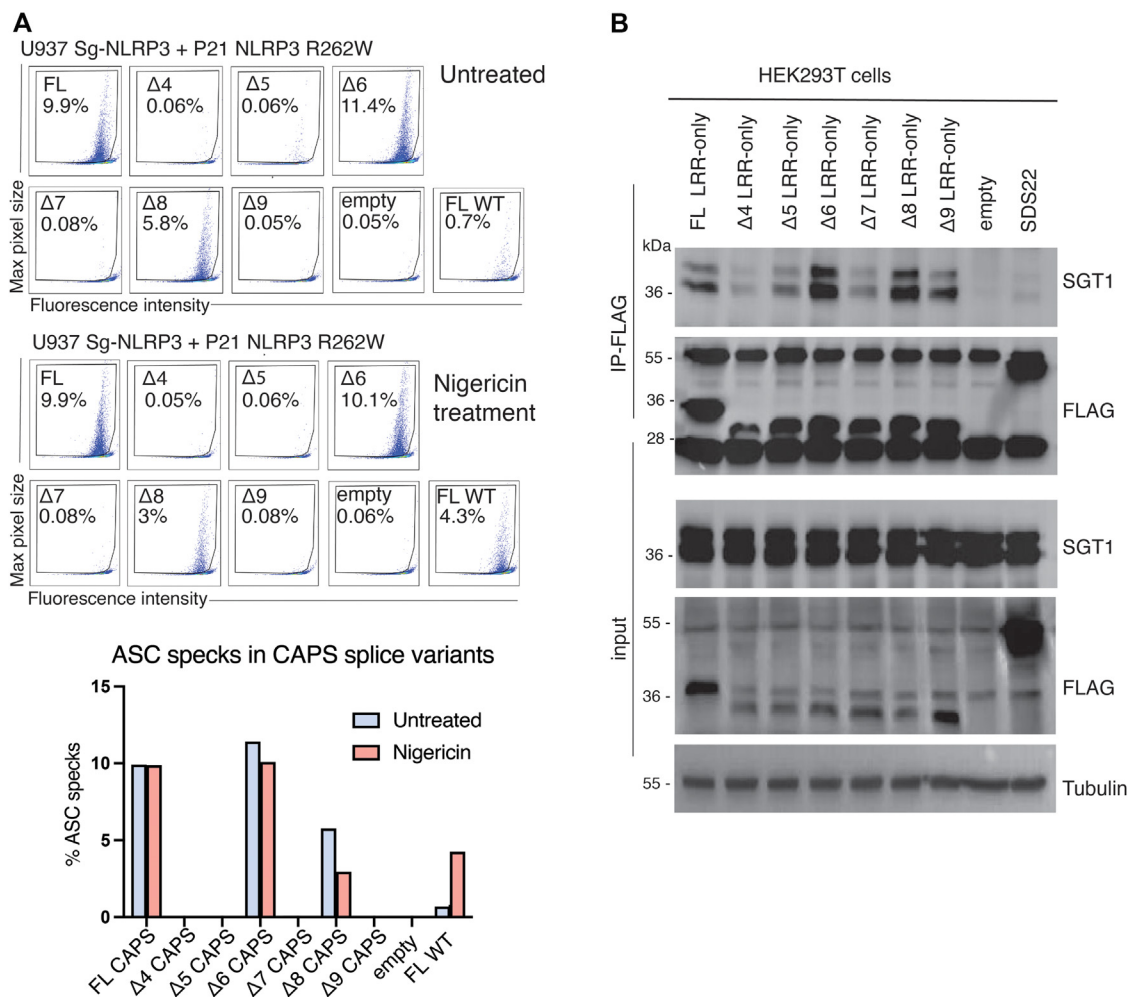 A
U937 Sg-NLRP3 + P21 NLRP3 R262W
Untreated
FL
9.9%
Δ4
0.06%
Δ5
0.06%
Δ6
11.4%
Δ7
0.08%
Δ8
5.8%
Δ9
0.05%
empty
0.05%
FL WT
0.7%
Max pixel size
Fluorescence intensity
U937 Sg-NLRP3 + P21 NLRP3 R262W
Nigericin
treatment
FL
9.9%
Δ4
0.05%
Δ5
0.06%
Δ6
10.1%
Δ7
0.08%
Δ8
3%
Δ9
0.08%
empty
0.06%
FL WT
4.3%
Max pixel size
Fluorescence intensity
ASC specks in CAPS splice variants
% ASC specks
15
10
5
0
Untreated
Nigericin
FL CAPS
Δ4 CAPS
Δ5 CAPS
Δ6 CAPS
Δ7 CAPS
Δ8 CAPS
Δ9 CAPS
empty
FL WT
B
HEK293T cells
FL LRR-only
Δ4 LRR-only
Δ5 LRR-only
Δ6 LRR-only
Δ7 LRR-only
Δ8 LRR-only
Δ9 LRR-only
empty
SDS22
kDa
IP-FLAG
36 -
SGT1
55 -
36 -
28 -
FLAG
input
36 -
SGT1
55 -
36 -
FLAG
55 -
Tubulin